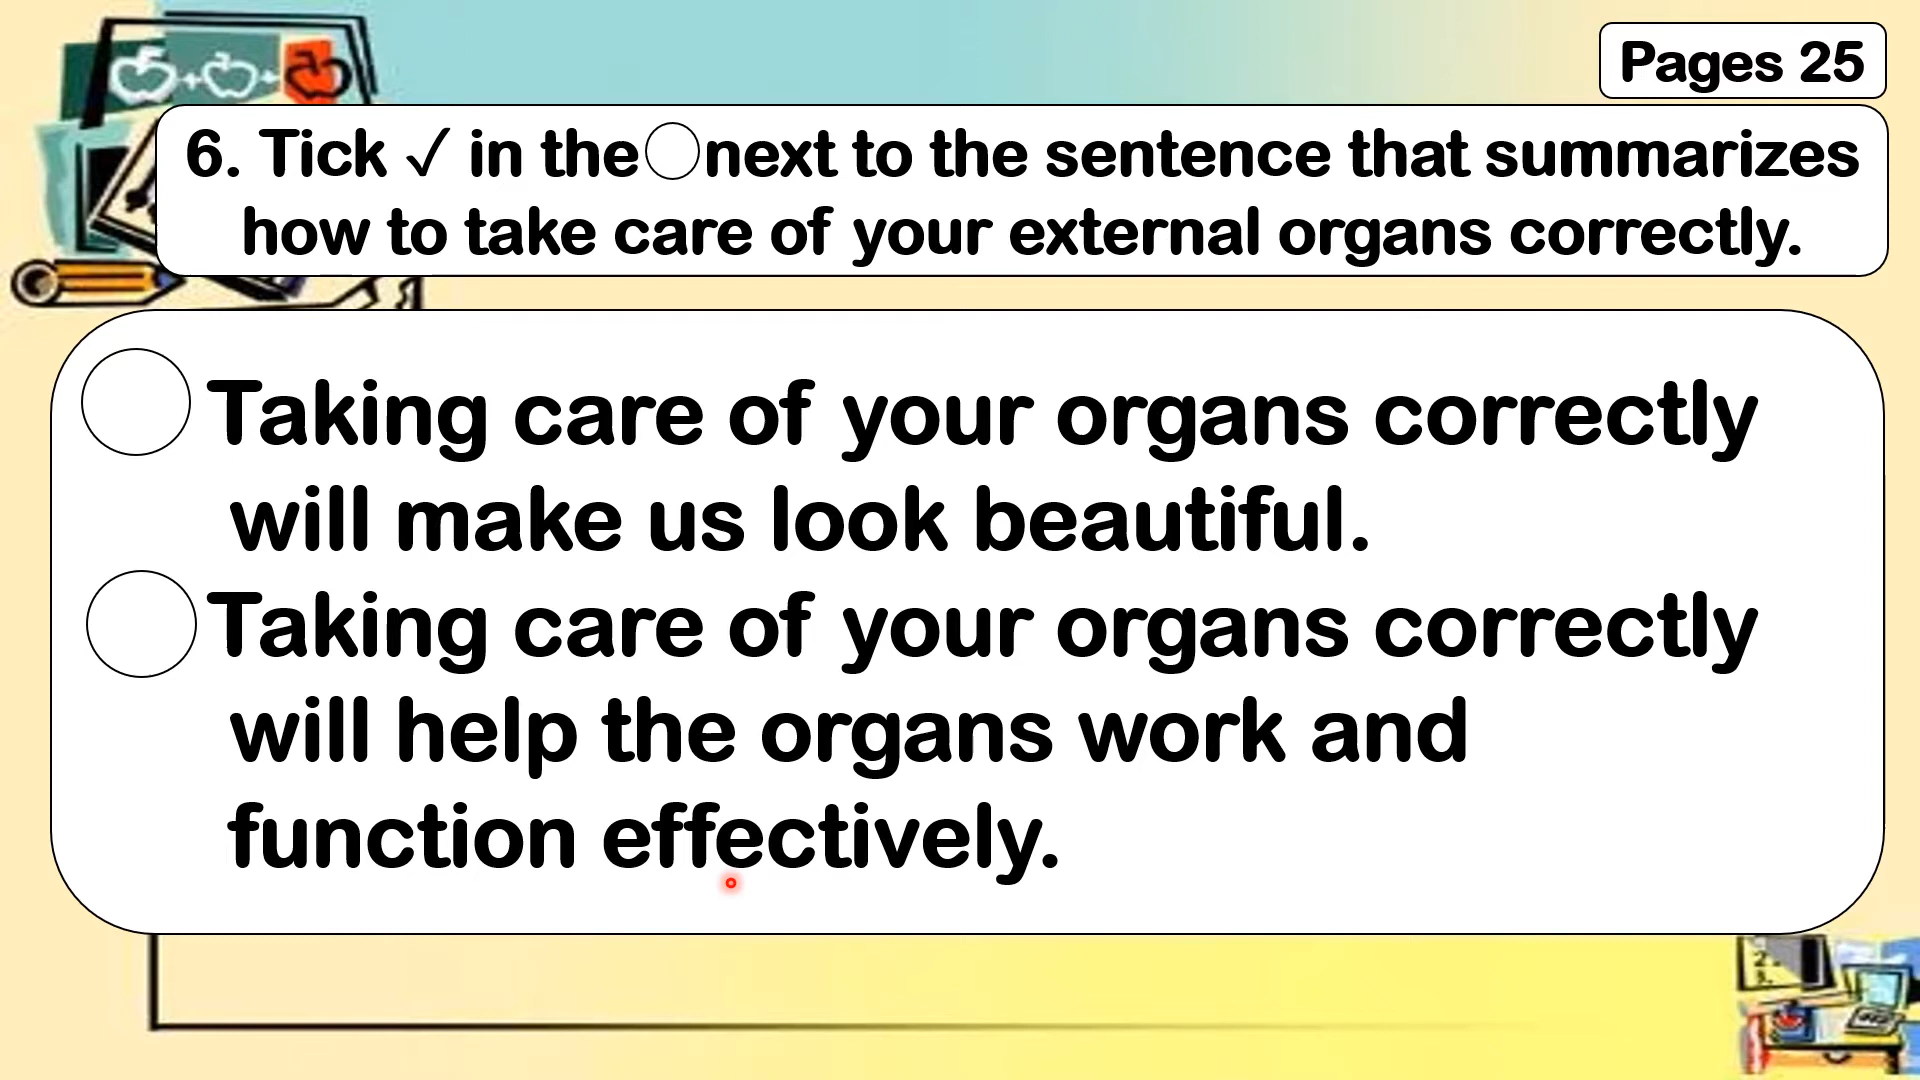 Pages 25
6. Tick ✓ in the ○ next to the sentence that summarizes
how to take care of your external organs correctly.
Taking care of your organs correctly
will make us look beautiful.
Taking care of your organs correctly
will help the organs work and
function effectively.